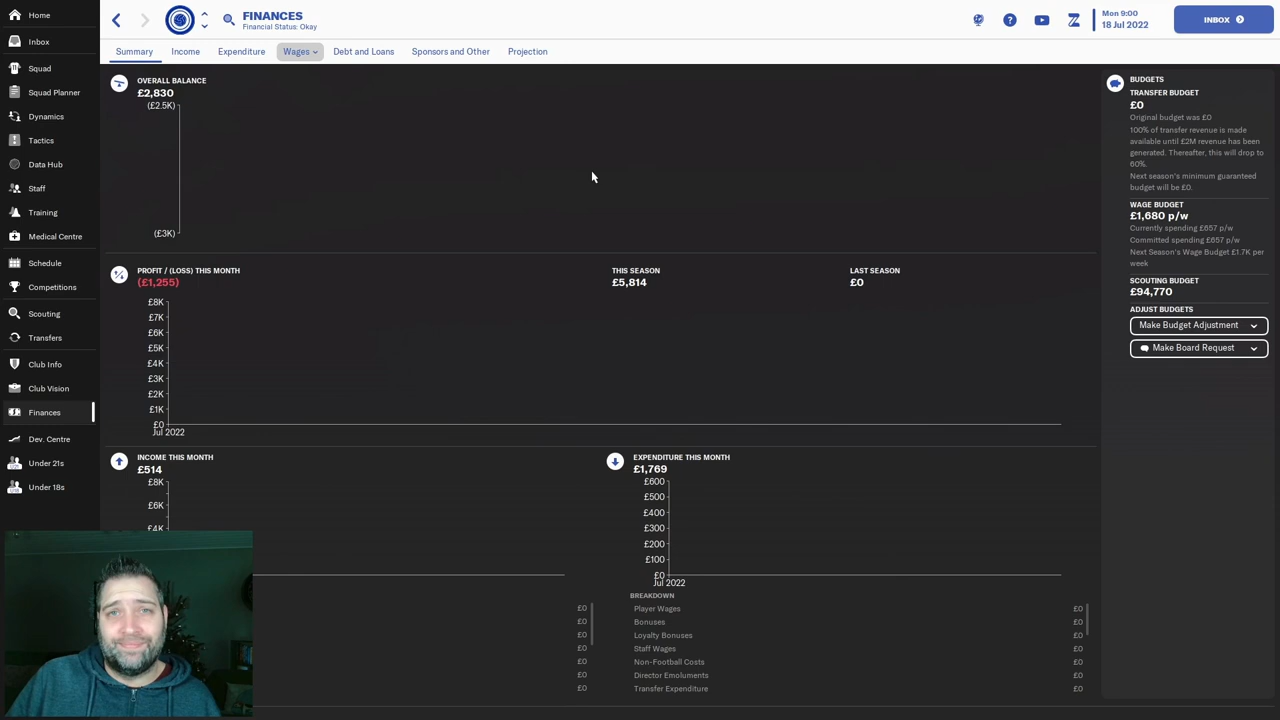 Home
Inbox
Squad
Squad Planner
Dynamics
Tactics
Data Hub
Staff
Training
Medical Centre
Schedule
Competitions
Scouting
Transfers
Club Info
Club Vision
Finances
Dev. Centre
Under 21s
Under 18s
FINANCES
Financial Status: Okay
Mon 9:00
18 Jul 2022
INBOX
Summary
Income
Expenditure
Wages
Debt and Loans
Sponsors and Other
Projection
OVERALL BALANCE
£2,830
(£2.5K)
(£3K)
PROFIT / (LOSS) THIS MONTH
(£1,255)
THIS SEASON
£5,814
LAST SEASON
£0
£8K
£7K
£6K
£5K
£4K
£3K
£2K
£1K
£0
Jul 2022
INCOME THIS MONTH
£514
£8K
£6K
£4K
£0
£0
£0
£0
£0
£0
£0
EXPENDITURE THIS MONTH
£1,769
£600
£500
£400
£300
£200
£100
£0
Jul 2022
BREAKDOWN
Player Wages £0
Bonuses £0
Loyalty Bonuses £0
Staff Wages £0
Non-Football Costs £0
Director Emoluments £0
Transfer Expenditure £0
BUDGETS
TRANSFER BUDGET
£0
Original budget was £0
100% of transfer revenue is made
available until £2M revenue has been
generated. Thereafter, this will drop to
60%.
Next season's minimum guaranteed
budget will be £0.
WAGE BUDGET
£1,680 p/w
Currently spending £657 p/w
Committed spending £657 p/w
Next Season's Wage Budget £1.7K per
week
SCOUTING BUDGET
£94,770
ADJUST BUDGETS
Make Budget Adjustment
Make Board Request